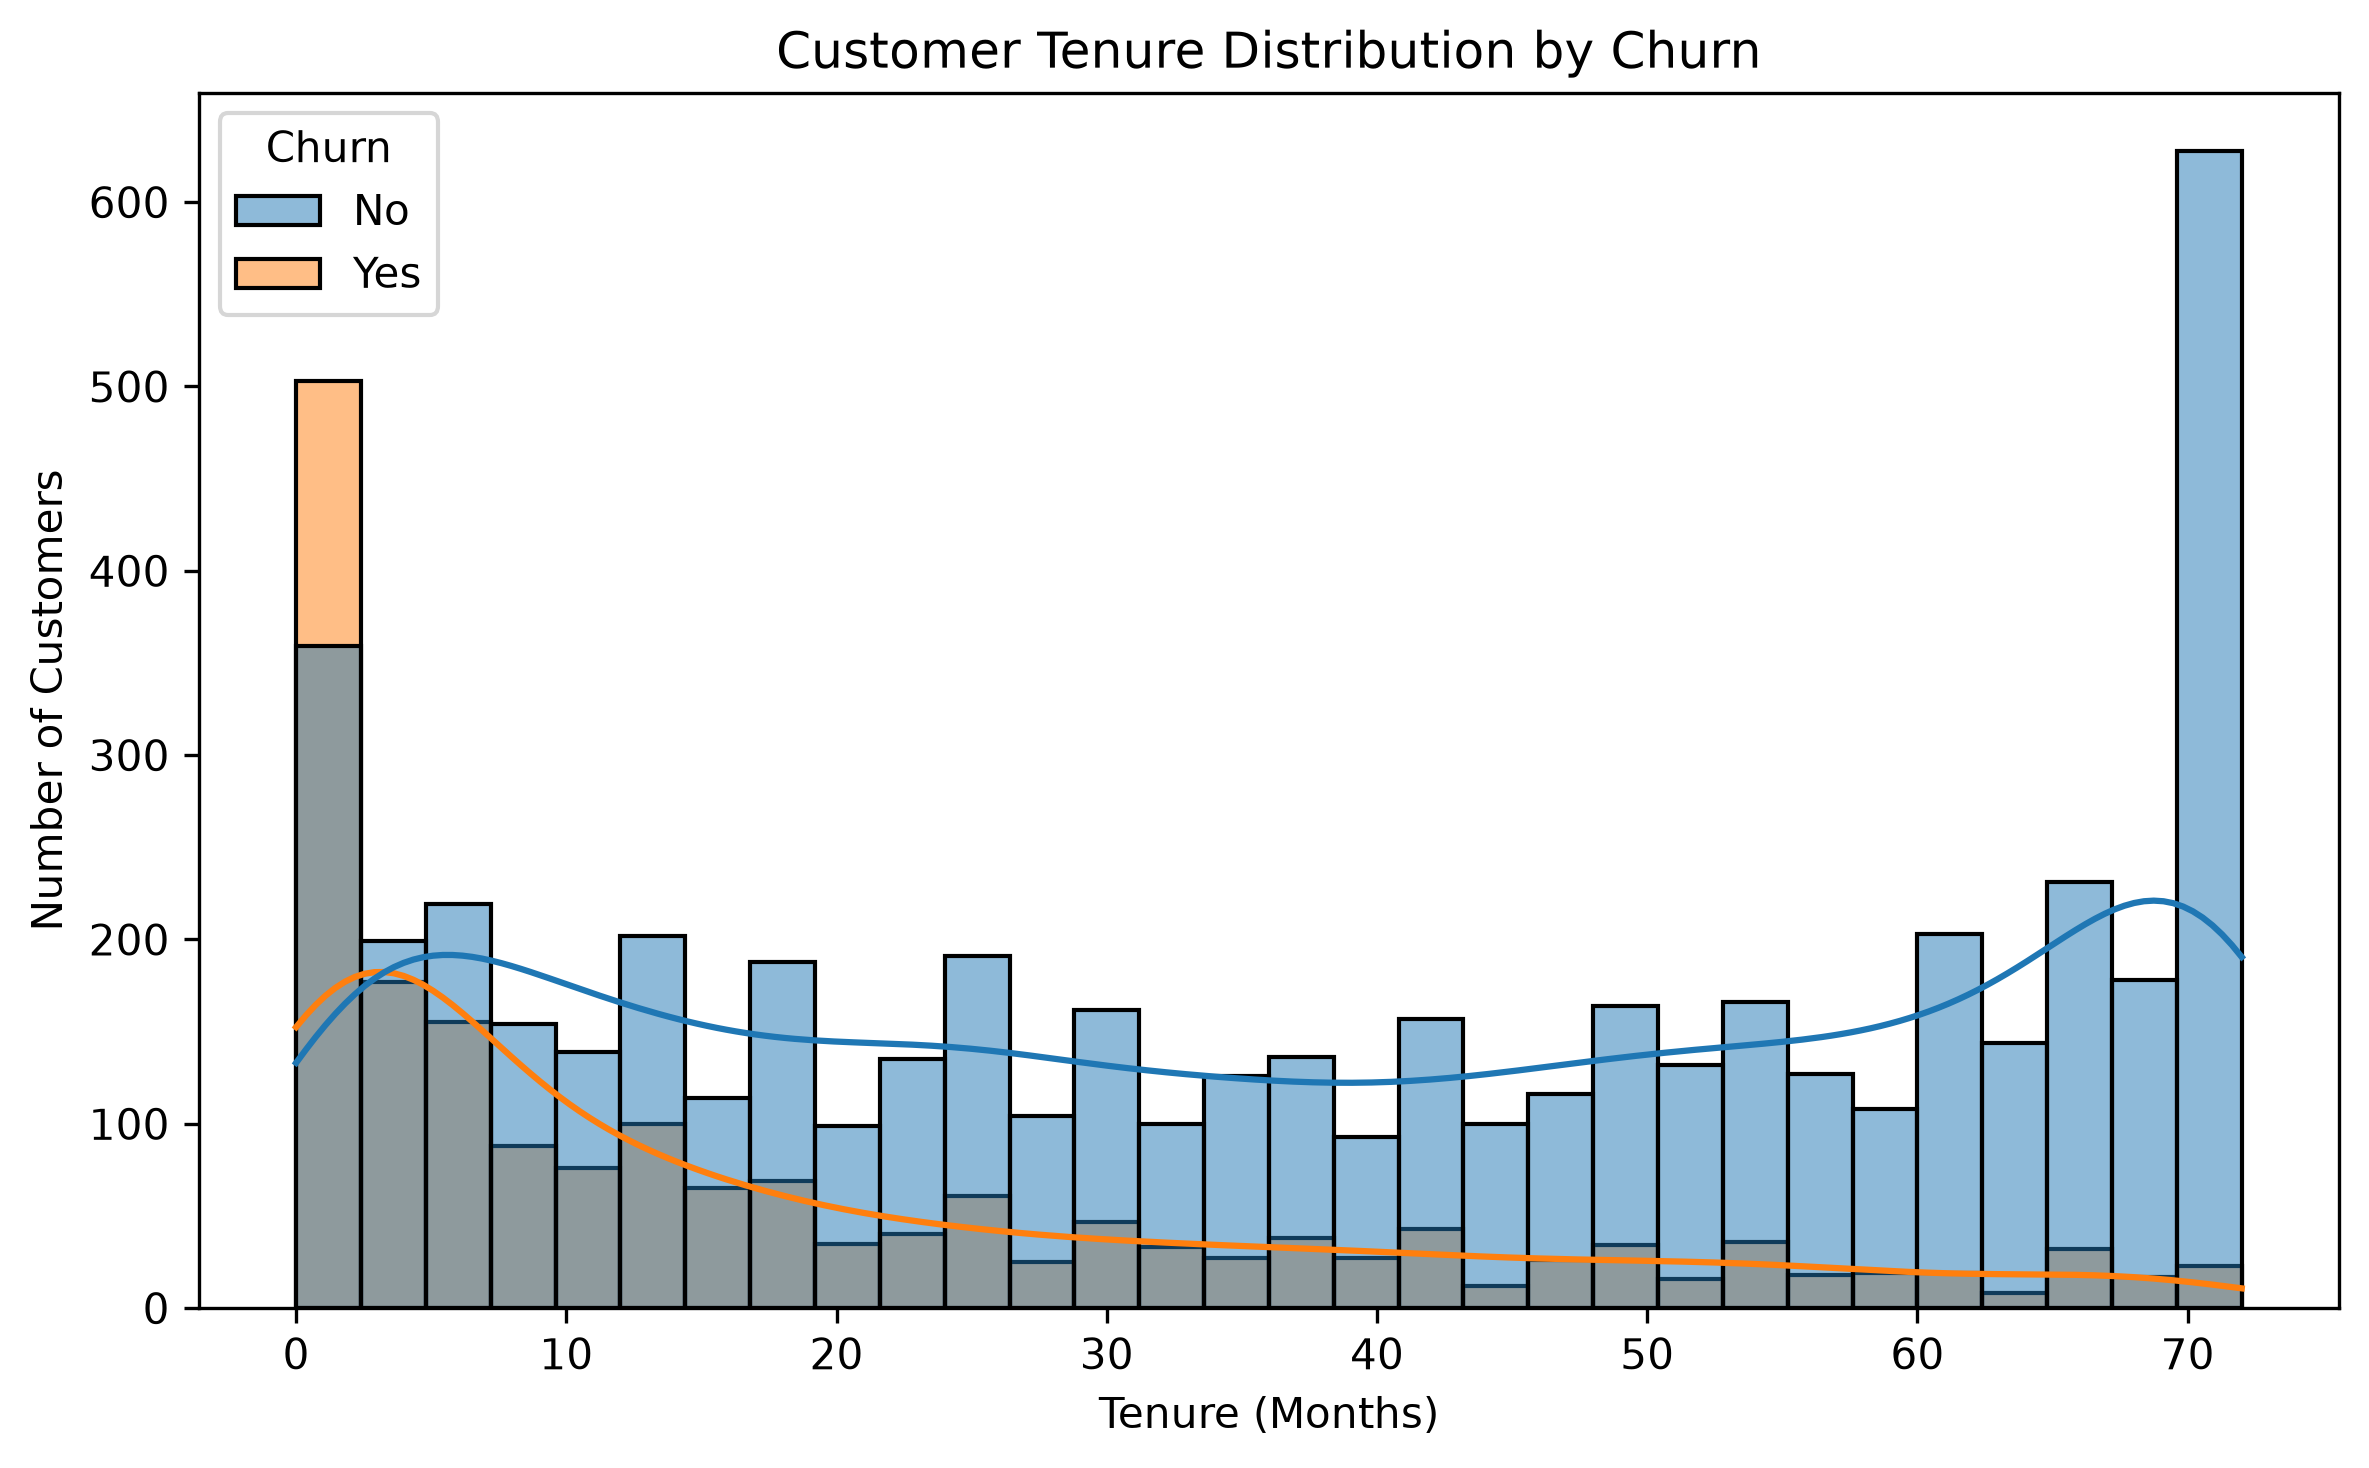 Customer Tenure Distribution by Churn
Churn
No
Yes
Number of Customers
600
500
400
300
200
100
0
0 10 20 30 40 50 60 70
Tenure (Months)